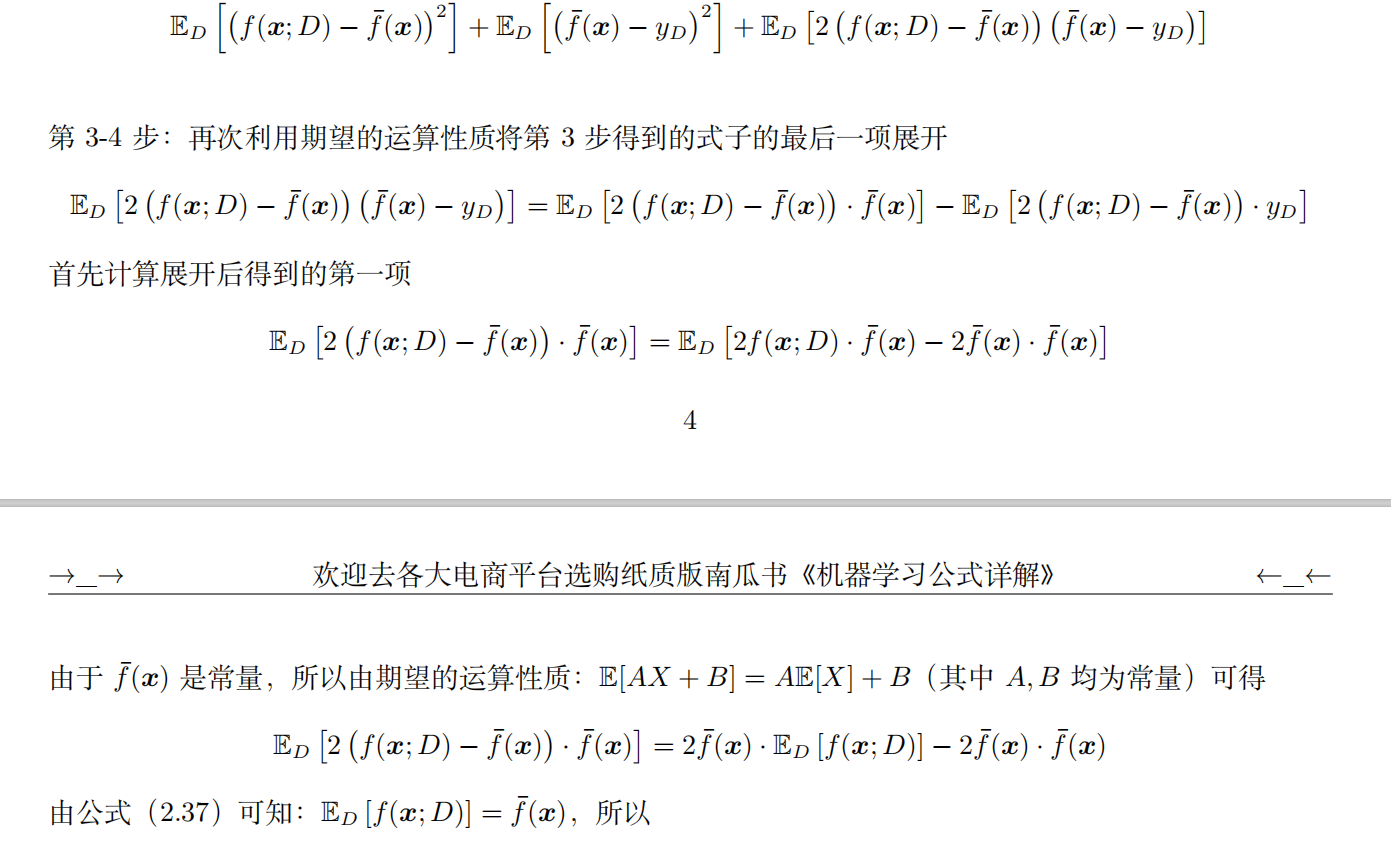 $\mathbb{E}_D\left[\left(f(\boldsymbol{x};D)-\bar{f}(\boldsymbol{x})\right)^2\right]+\mathbb{E}_D\left[\left(\bar{f}(\boldsymbol{x})-y_D\right)^2\right]+\mathbb{E}_D\left[2\left(f(\boldsymbol{x};D)-\bar{f}(\boldsymbol{x})\right)\left(\bar{f}(\boldsymbol{x})-y_D\right)\right]$
第 3-4 步：再次利用期望的运算性质将第 3 步得到的式子的最后一项展开
$\mathbb{E}_D\left[2\left(f(\boldsymbol{x};D)-\bar{f}(\boldsymbol{x})\right)\left(\bar{f}(\boldsymbol{x})-y_D\right)\right]=\mathbb{E}_D\left[2\left(f(\boldsymbol{x};D)-\bar{f}(\boldsymbol{x})\right)\cdot\bar{f}(\boldsymbol{x})\right]-\mathbb{E}_D\left[2\left(f(\boldsymbol{x};D)-\bar{f}(\boldsymbol{x})\right)\cdot y_D\right]$
首先计算展开后得到的第一项
$\mathbb{E}_D\left[2\left(f(\boldsymbol{x};D)-\bar{f}(\boldsymbol{x})\right)\cdot\bar{f}(\boldsymbol{x})\right]=\mathbb{E}_D\left[2f(\boldsymbol{x};D)\cdot\bar{f}(\boldsymbol{x})-2\bar{f}(\boldsymbol{x})\cdot\bar{f}(\boldsymbol{x})\right]$
4
→_→ 欢迎去各大电商平台选购纸质版南瓜书《机器学习公式详解》 ←_←
由于 $\bar{f}(\boldsymbol{x})$ 是常量，所以由期望的运算性质：$\mathbb{E}[AX+B]=A\mathbb{E}[X]+B$（其中 $A,B$ 均为常量）可得
$\mathbb{E}_D\left[2\left(f(\boldsymbol{x};D)-\bar{f}(\boldsymbol{x})\right)\cdot\bar{f}(\boldsymbol{x})\right]=2\bar{f}(\boldsymbol{x})\cdot\mathbb{E}_D\left[f(\boldsymbol{x};D)\right]-2\bar{f}(\boldsymbol{x})\cdot\bar{f}(\boldsymbol{x})$
由公式（2.37）可知：$\mathbb{E}_D\left[f(\boldsymbol{x};D)\right]=\bar{f}(\boldsymbol{x})$，所以